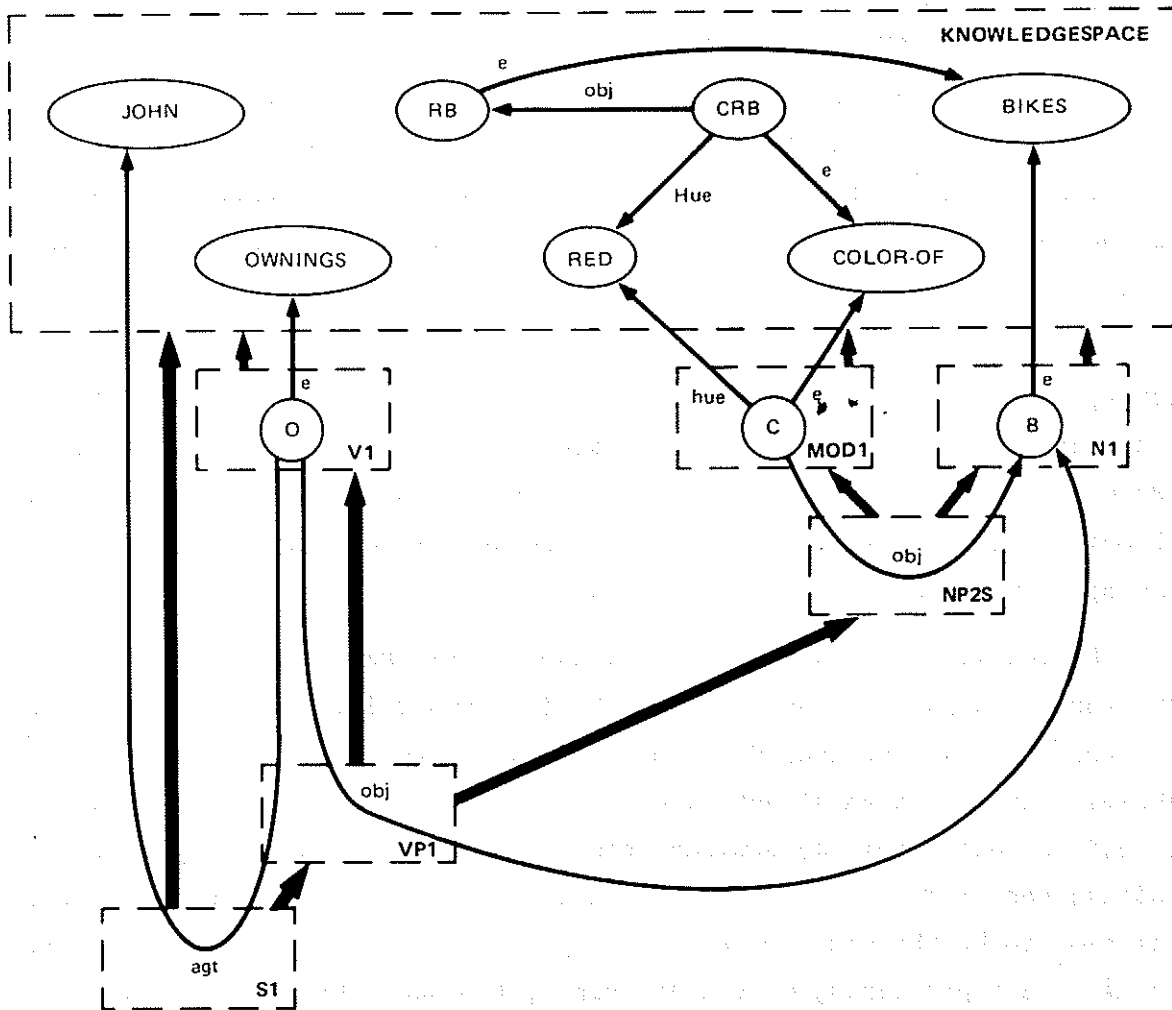 KNOWLEDGESPACE
e
obj
JOHN
RB
CRB
BIKES
Hue
e
OWNINGS
RED
COLOR-OF
e
hue
e
e
O
C
B
V1
MOD1
N1
obj
NP2S
obj
VP1
agt
S1